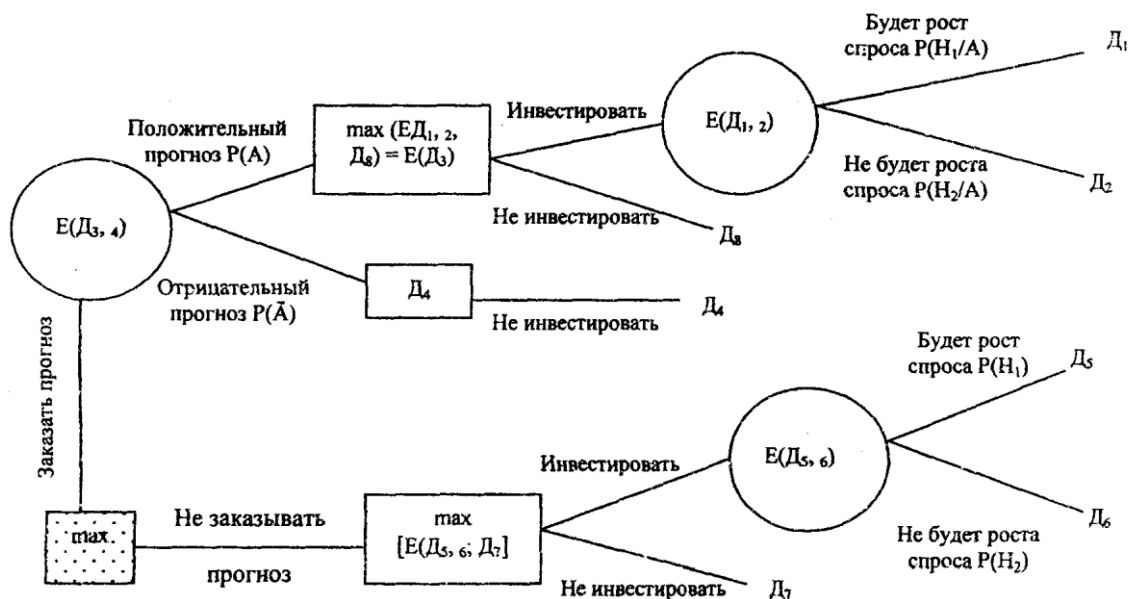 Будет рост
спроса P(H₁/A)
Д₁
Инвестировать
E(Д₁, ₂)
Положительный
прогноз P(A)
max (EД₁, ₂,
Д₈) = E(Д₃)
Не будет роста
спроса P(H₂/A)
Д₂
Не инвестировать
Д₈
E(Д₃, ₄)
Отрицательный
прогноз P(Ā)
Д₄
Не инвестировать
Д₄
Заказать прогноз
Будет рост
спроса P(H₁)
Д₅
Инвестировать
E(Д₅, ₆)
max
Не заказывать
прогноз
max
[E(Д₅, ₆; Д₇]
Не будет роста
спроса P(H₂)
Д₆
Не инвестировать
Д₇